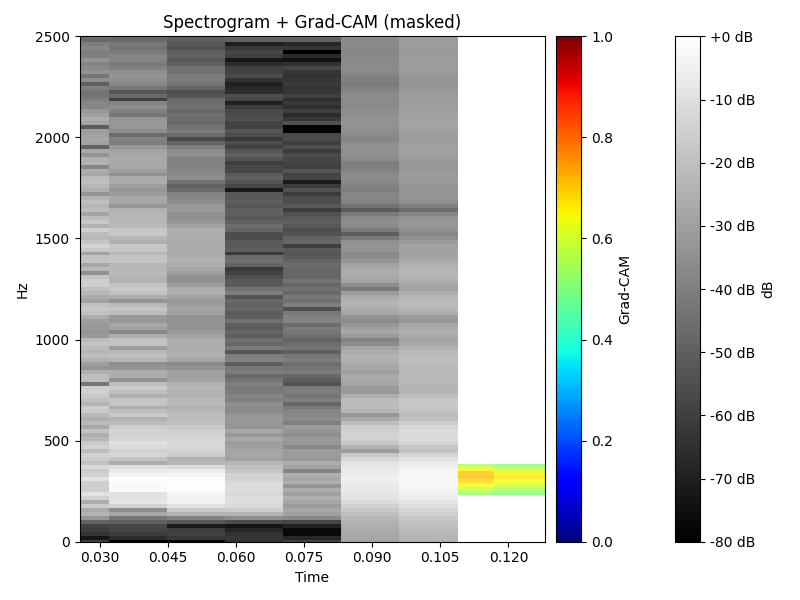 Spectrogram + Grad-CAM (masked)
2500
2000
1500
1000
500
0
Hz
0.030
0.045
0.060
0.075
0.090
0.105
0.120
Time
1.0
0.8
0.6
0.4
0.2
0.0
Grad-CAM
+0 dB
-10 dB
-20 dB
-30 dB
-40 dB
-50 dB
-60 dB
-70 dB
-80 dB
dB